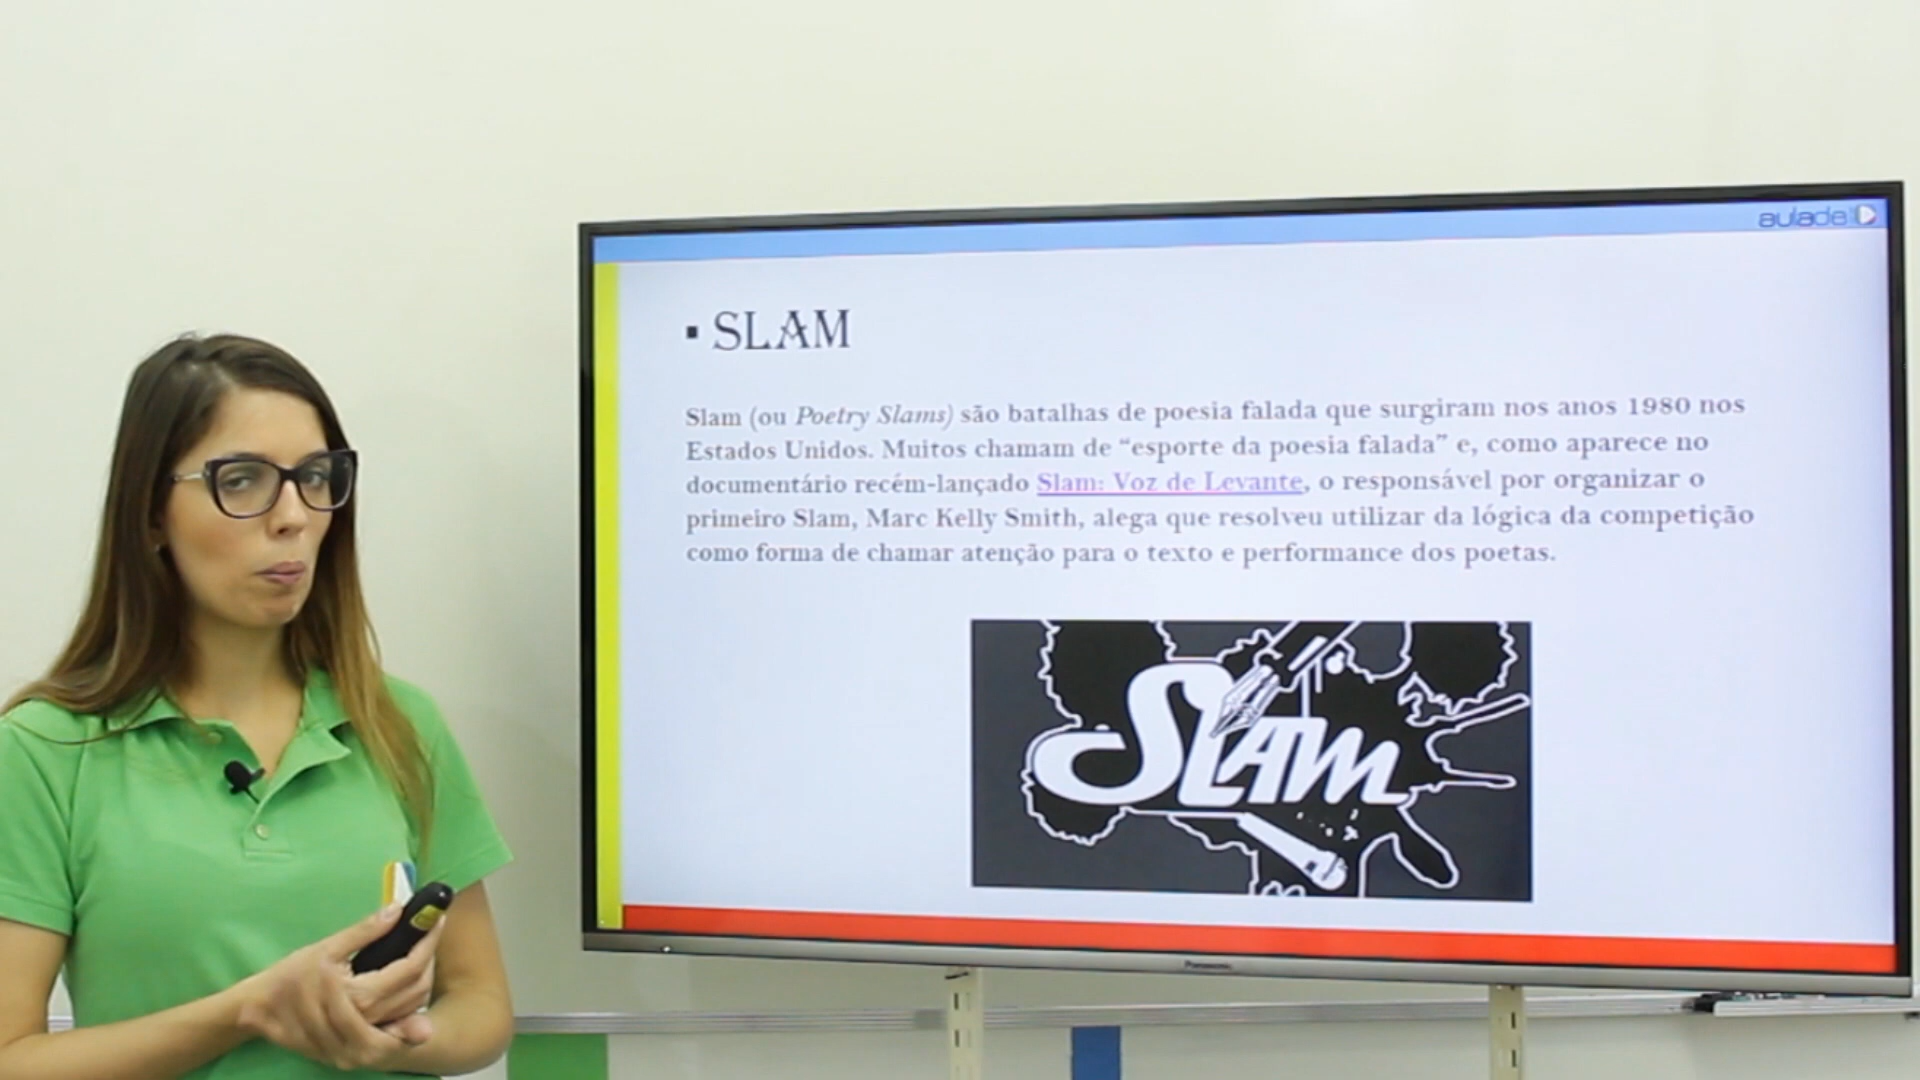 aulade
▪ SLAM
Slam (ou Poetry Slams) são batalhas de poesia falada que surgiram nos anos 1980 nos
Estados Unidos. Muitos chamam de “esporte da poesia falada” e, como aparece no
documentário recém-lançado Slam: Voz de Levante, o responsável por organizar o
primeiro Slam, Marc Kelly Smith, alega que resolveu utilizar da lógica da competição
como forma de chamar atenção para o texto e performance dos poetas.
SLAM
Panasonic